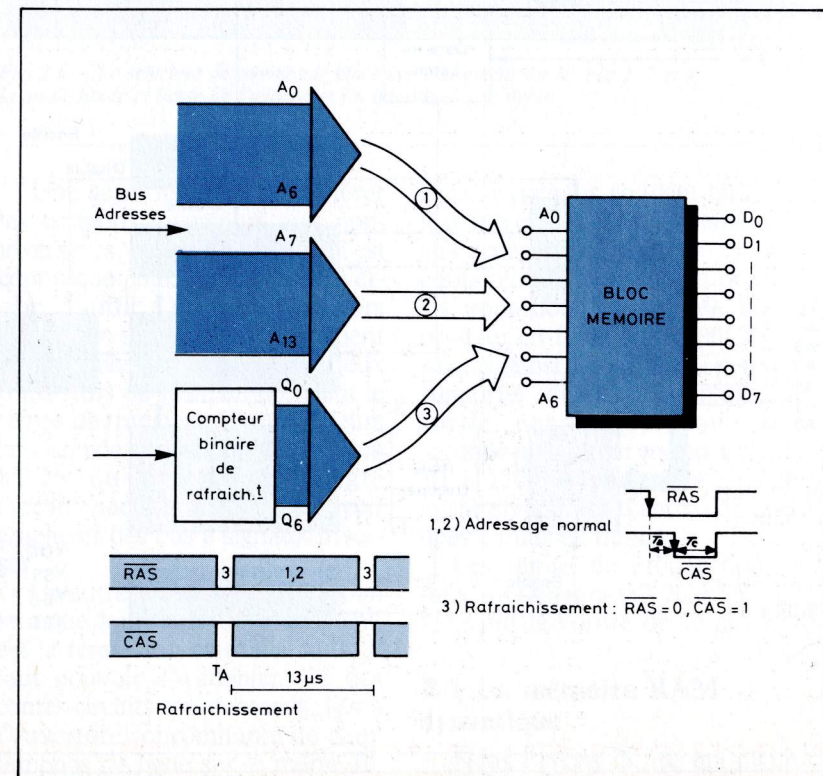 A0
A6
Bus
Adresses
A7
A13
Q0
Compteur
binaire
de
rafraich.t
Q6
1
2
3
A0
A6
BLOC
MEMOIRE
D0
D1
D7
RAS
1,2) Adressage normal
CAS
3) Rafraichissement : RAS = 0 , CAS = 1
RAS 3 1,2 3
CAS
TA 13 µs
Rafraichissement